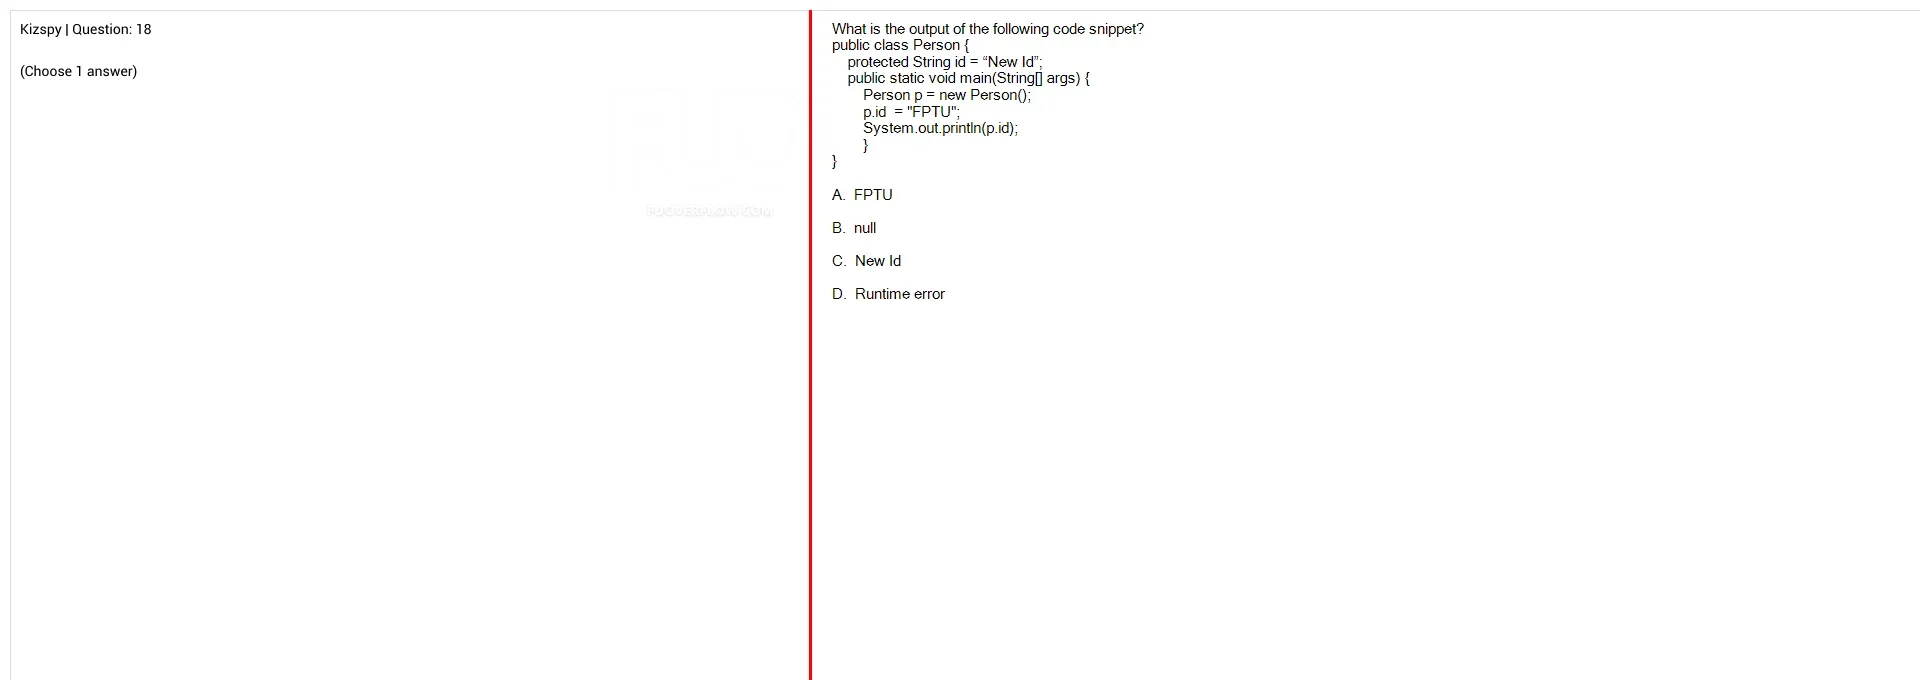 Kizspy | Question: 18
(Choose 1 answer)
FUOVERFLOW.COM
What is the output of the following code snippet?
public class Person {
protected String id = “New Id”;
public static void main(String[] args) {
Person p = new Person();
p.id  = "FPTU";
System.out.println(p.id);
}
}
A.  FPTU
B.  null
C.  New Id
D.  Runtime error